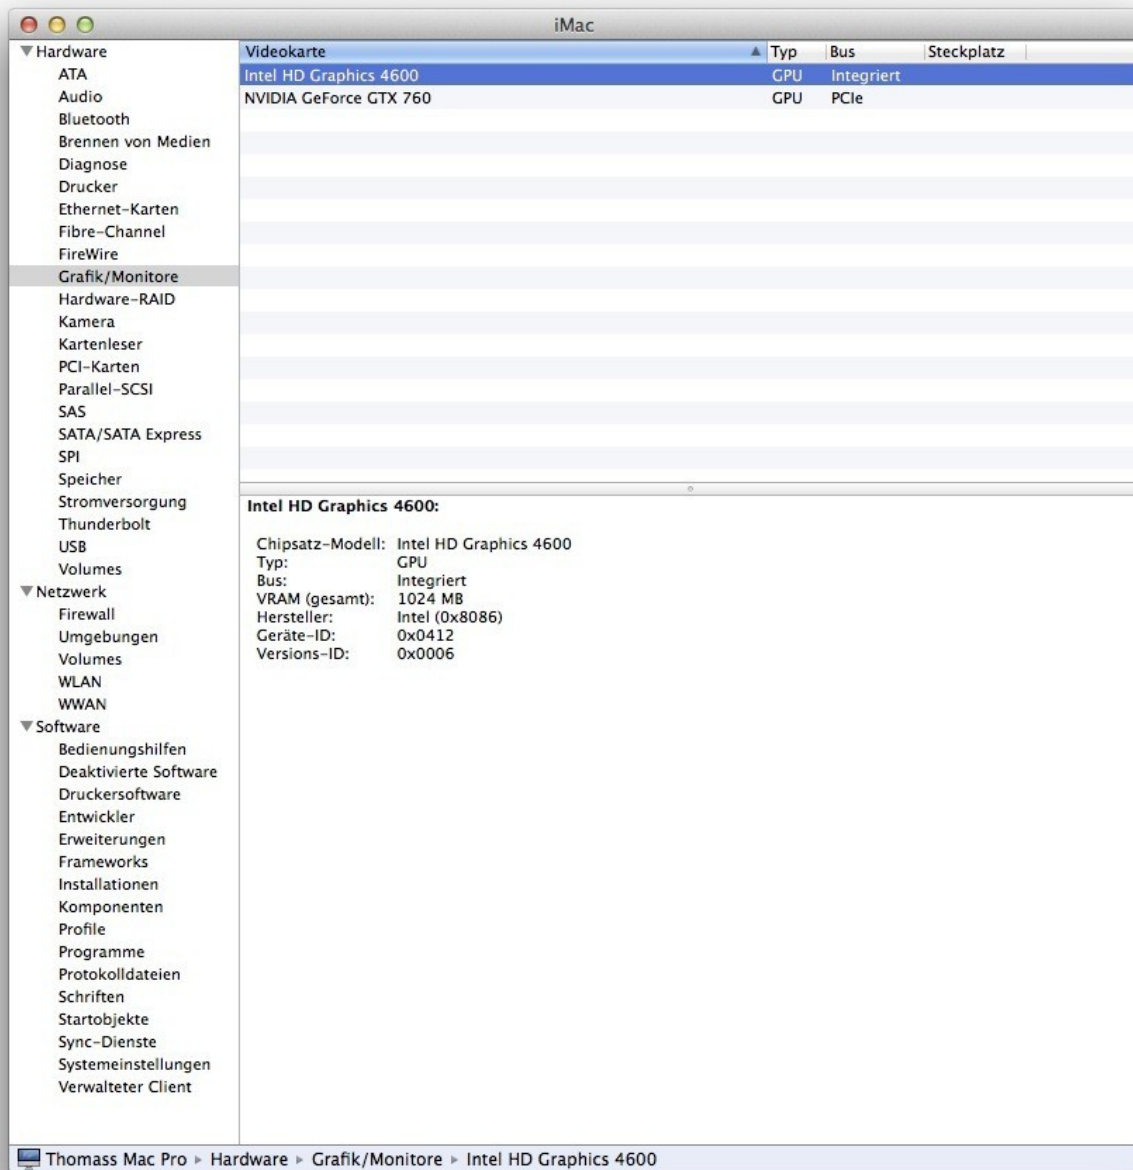 iMac
Hardware
ATA
Audio
Bluetooth
Brennen von Medien
Diagnose
Drucker
Ethernet-Karten
Fibre-Channel
FireWire
Grafik/Monitore
Hardware-RAID
Kamera
Kartenleser
PCI-Karten
Parallel-SCSI
SAS
SATA/SATA Express
SPI
Speicher
Stromversorgung
Thunderbolt
USB
Volumes
Netzwerk
Firewall
Umgebungen
Volumes
WLAN
WWAN
Software
Bedienungshilfen
Deaktivierte Software
Druckersoftware
Entwickler
Erweiterungen
Frameworks
Installationen
Komponenten
Profile
Programme
Protokolldateien
Schriften
Startobjekte
Sync-Dienste
Systemeinstellungen
Verwalteter Client
Videokarte Typ Bus Steckplatz
Intel HD Graphics 4600 GPU Integriert
NVIDIA GeForce GTX 760 GPU PCIe
Intel HD Graphics 4600:
Chipsatz-Modell: Intel HD Graphics 4600
Typ: GPU
Bus: Integriert
VRAM (gesamt): 1024 MB
Hersteller: Intel (0x8086)
Geräte-ID: 0x0412
Versions-ID: 0x0006
Thomass Mac Pro ▸ Hardware ▸ Grafik/Monitore ▸ Intel HD Graphics 4600